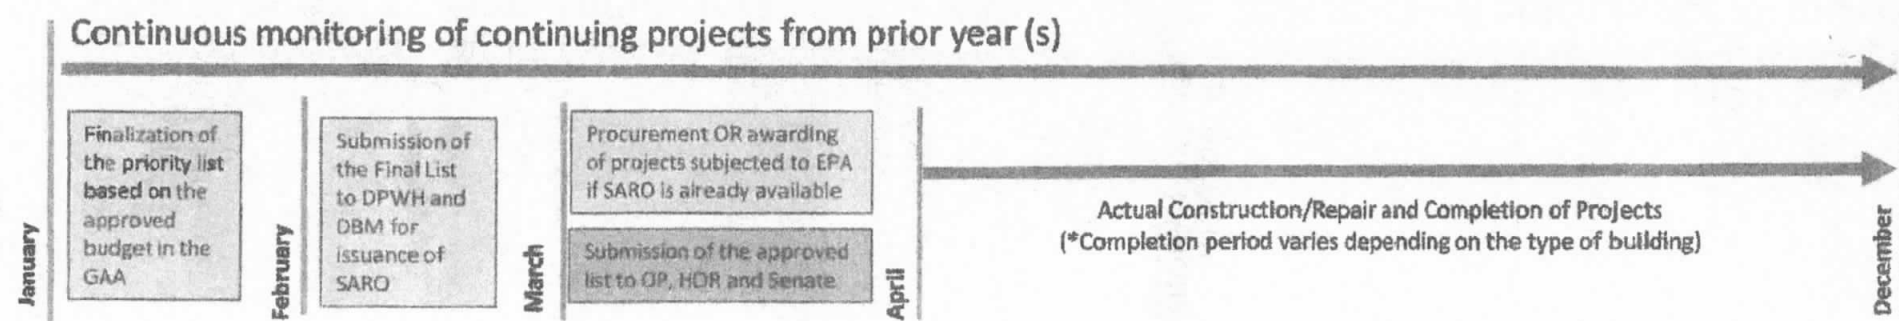 Continuous monitoring of continuing projects from prior year (s)
January
Finalization of
the priority list
based on the
approved
budget in the
GAA
February
Submission of
the Final List
to DPWH and
DBM for
issuance of
SARO
March
Procurement OR awarding
of projects subjected to EPA
if SARO is already available
Submission of the approved
list to OP, HOR and Senate
April
Actual Construction/Repair and Completion of Projects
(*Completion period varies depending on the type of building)
December